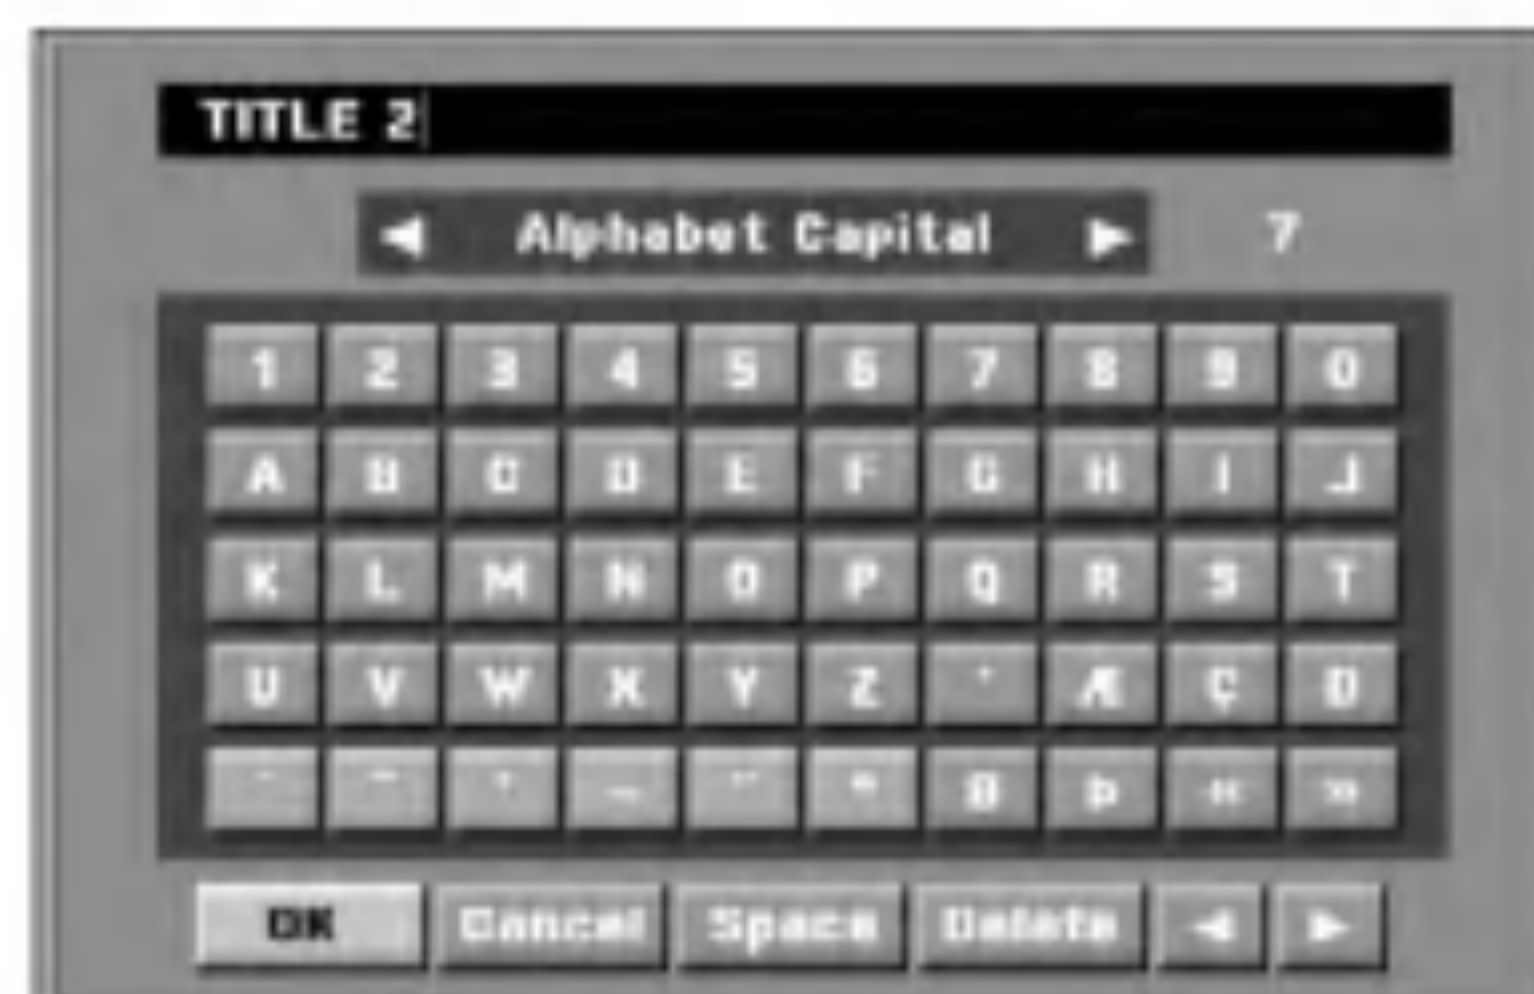 TITLE 2
◀ Alphabet Capital ▶ 7
1 2 3 4 5 6 7 8 9 0
A B C D E F G H I J
K L M N O P Q R S T
U V W X Y Z Æ Ç
Ø Þ « »
OK Cancel Space Delete ◀ ▶